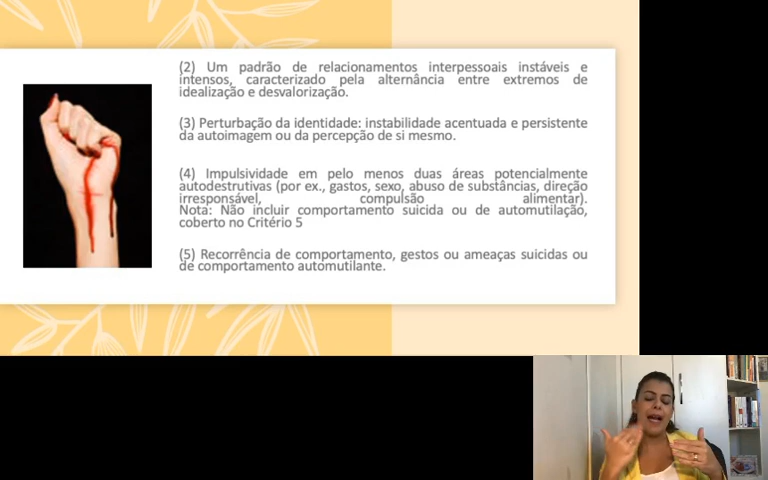 (2) Um padrão de relacionamentos interpessoais instáveis e
intensos, caracterizado pela alternância entre extremos de
idealização e desvalorização.
(3) Perturbação da identidade: instabilidade acentuada e persistente
da autoimagem ou da percepção de si mesmo.
(4) Impulsividade em pelo menos duas áreas potencialmente
autodestrutivas (por ex., gastos, sexo, abuso de substâncias, direção
irresponsável, compulsão alimentar).
Nota: Não incluir comportamento suicida ou de automutilação,
coberto no Critério 5
(5) Recorrência de comportamento, gestos ou ameaças suicidas ou
de comportamento automutilante.